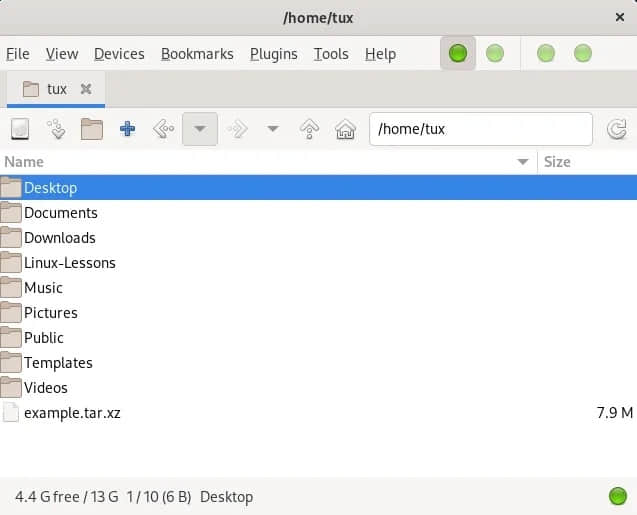 /home/tux
File View Devices Bookmarks Plugins Tools Help
tux
/home/tux
Name Size
Desktop
Documents
Downloads
Linux-Lessons
Music
Pictures
Public
Templates
Videos
example.tar.xz 7.9 M
4.4 G free / 13 G 1 / 10 (6 B) Desktop